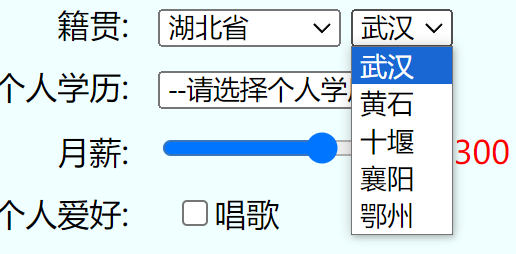 籍贯: 湖北省 武汉
武汉
个人学历: --请选择个人学
黄石
十堰
月薪: 300
襄阳
个人爱好: 唱歌
鄂州